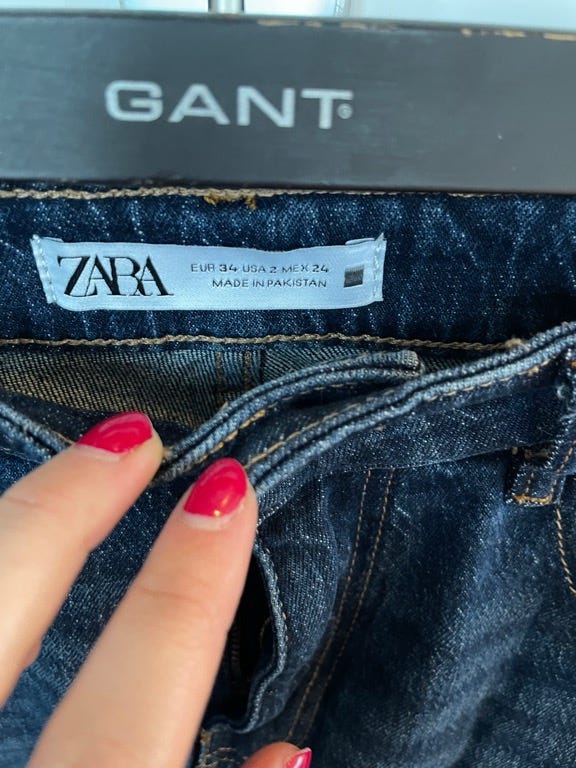 GANT
ZARA
EUR 34 USA 2 MEX 24
MADE IN PAKISTAN